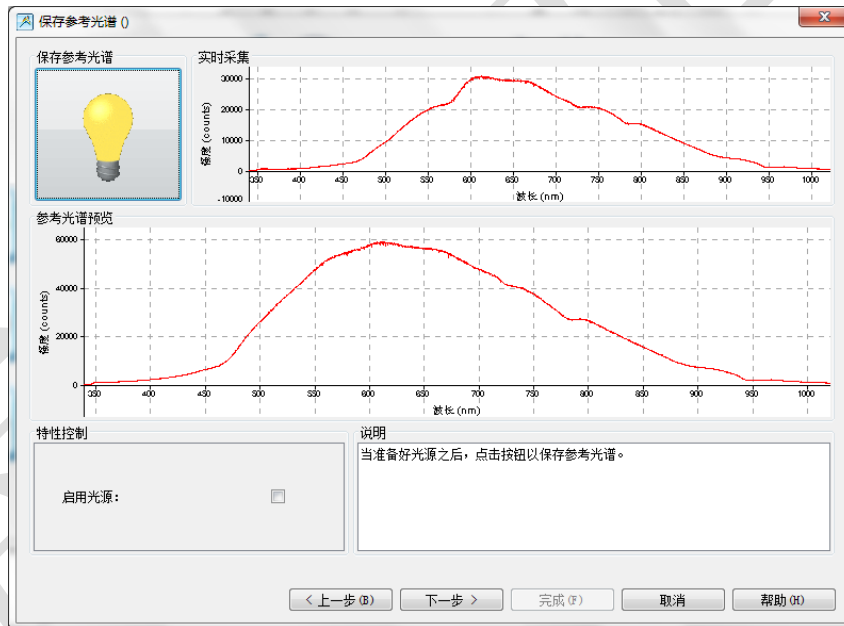 保存参考光谱 ()
x
保存参考光谱
实时采集
30000
20000
10000
0
-10000
强度 (counts)
350 400 450 500 550 600 650 700 750 800 850 900 950 1000
波长 (nm)
参考光谱预览
60000
40000
20000
0
强度 (counts)
350 400 450 500 550 600 650 700 750 800 850 900 950 1000
波长 (nm)
特性控制
启用光源：
说明
当准备好光源之后，点击按钮以保存参考光谱。
< 上一步(B)
下一步 >
完成(F)
取消
帮助(H)